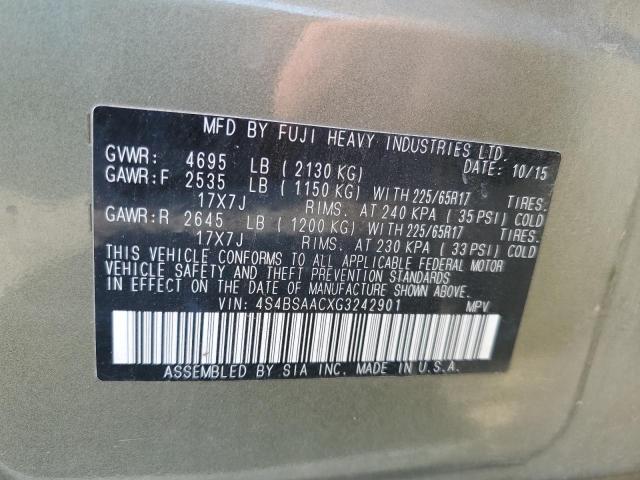 MFD BY FUJI HEAVY INDUSTRIES LTD.
GVWR: 4695 LB ( 2130 KG) DATE: 10/15
GAWR:F 2535 LB ( 1150 KG) WITH 225/65R17 TIRES.
17X7J RIMS. AT 240 KPA ( 35 PSI) COLD
GAWR:R 2645 LB ( 1200 KG) WITH 225/65R17 TIRES.
17X7J RIMS. AT 230 KPA ( 33 PSI) COLD
THIS VEHICLE CONFORMS TO ALL APPLICABLE FEDERAL MOTOR
VEHICLE SAFETY AND THEFT PREVENTION STANDARDS
IN EFFECT ON THE DATE OF MANUFACTURE SHOWN ABOVE.
VIN: 4S4BSAACXG3242901 MPV
ASSEMBLED BY SIA INC. MADE IN U.S.A.